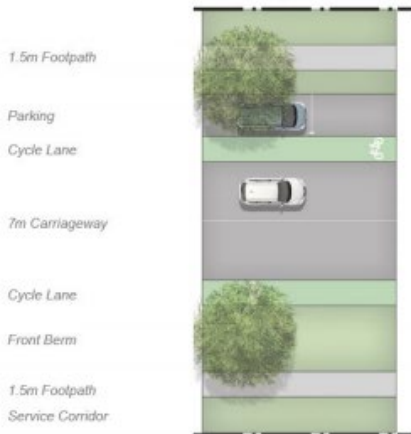 1.5m Footpath
Parking
Cycle Lane
7m Carriageway
Cycle Lane
Front Berm
1.5m Footpath
Service Corridor